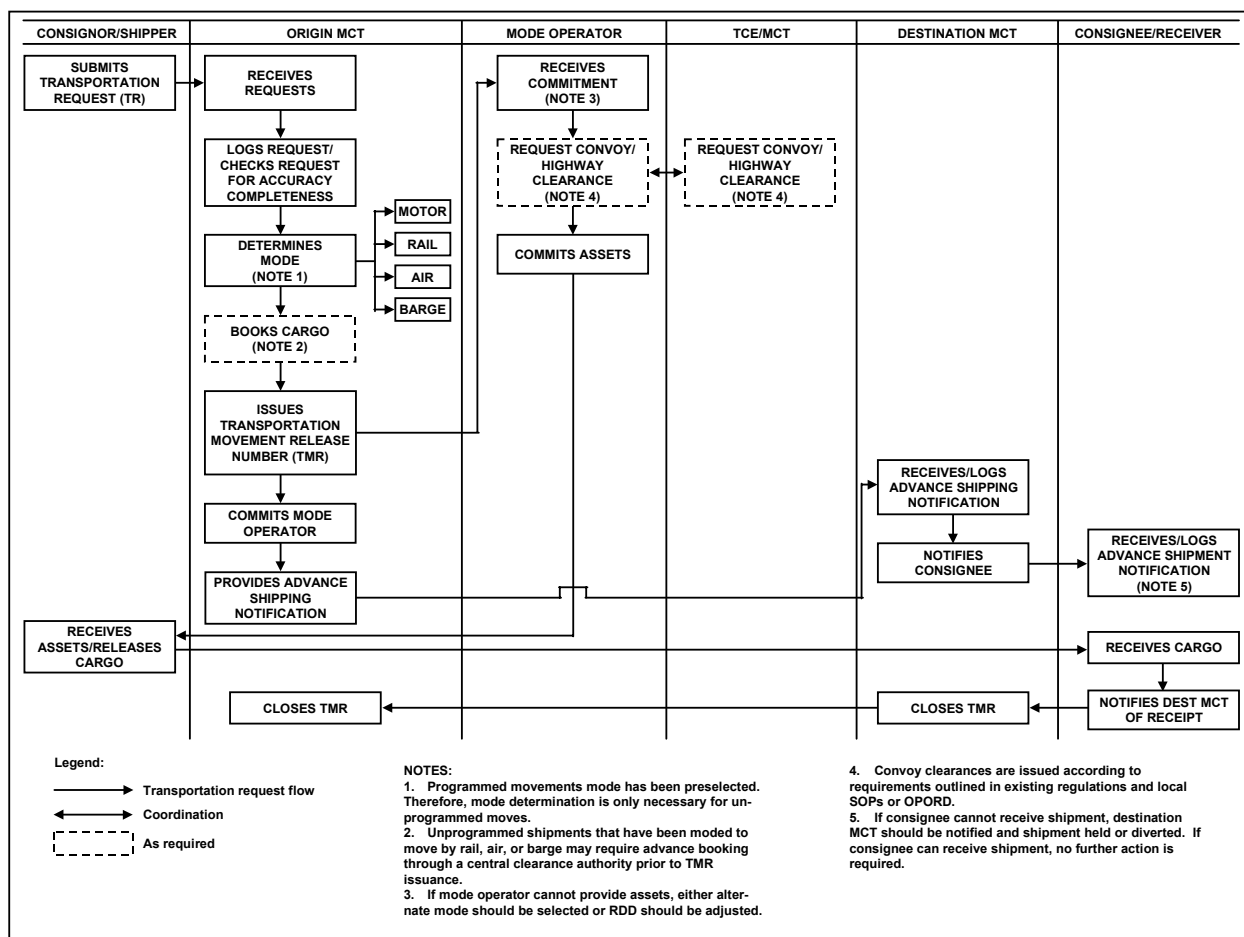 CONSIGNOR/SHIPPER
ORIGIN MCT
MODE OPERATOR
TCE/MCT
DESTINATION MCT
CONSIGNEE/RECEIVER
SUBMITS
TRANSPORTATION
REQUEST (TR)
RECEIVES
REQUESTS
LOGS REQUEST/
CHECKS REQUEST
FOR ACCURACY
COMPLETENESS
DETERMINES
MODE
(NOTE 1)
MOTOR
RAIL
AIR
BARGE
BOOKS CARGO
(NOTE 2)
ISSUES
TRANSPORTATION
MOVEMENT RELEASE
NUMBER (TMR)
COMMITS MODE
OPERATOR
PROVIDES ADVANCE
SHIPPING
NOTIFICATION
RECEIVES
COMMITMENT
(NOTE 3)
REQUEST CONVOY/
HIGHWAY
CLEARANCE
(NOTE 4)
REQUEST CONVOY/
HIGHWAY
CLEARANCE
(NOTE 4)
COMMITS ASSETS
RECEIVES/LOGS
ADVANCE SHIPPING
NOTIFICATION
NOTIFIES
CONSIGNEE
RECEIVES/LOGS
ADVANCE SHIPMENT
NOTIFICATION
(NOTE 5)
RECEIVES
ASSETS/RELEASES
CARGO
RECEIVES CARGO
NOTIFIES DEST MCT
OF RECEIPT
CLOSES TMR
CLOSES TMR
Legend:
Transportation request flow
Coordination
As required
NOTES:
1. Programmed movements mode has been preselected.
Therefore, mode determination is only necessary for un-
programmed moves.
2. Unprogrammed shipments that have been moded to
move by rail, air, or barge may require advance booking
through a central clearance authority prior to TMR
issuance.
3. If mode operator cannot provide assets, either alter-
nate mode should be selected or RDD should be adjusted.
4. Convoy clearances are issued according to
requirements outlined in existing regulations and local
SOPs or OPORD.
5. If consignee cannot receive shipment, destination
MCT should be notified and shipment held or diverted. If
consignee can receive shipment, no further action is
required.